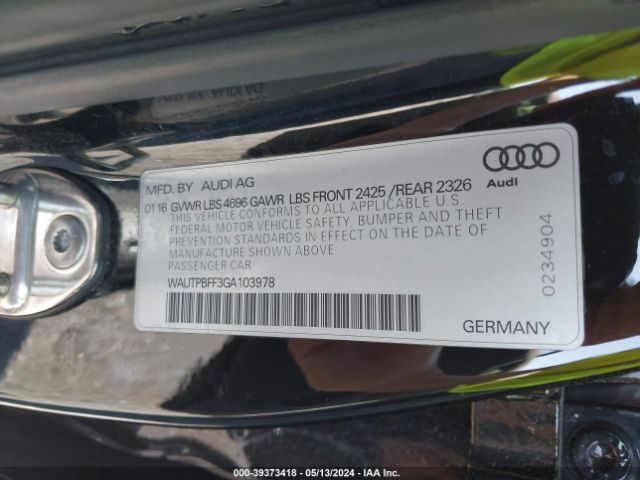 MFD. BY AUDI AG
01 16 GVWR LBS 4696 GAWR LBS FRONT 2425 /REAR 2326
THIS VEHICLE CONFORMS TO ALL APPLICABLE U.S.
FEDERAL MOTOR VEHICLE SAFETY, BUMPER AND THEFT
PREVENTION STANDARDS IN EFFECT ON THE DATE OF
MANUFACTURE SHOWN ABOVE
PASSENGER CAR
WAUTPBFF3GA103978
Audi
0234904
GERMANY
000-39373418 - 05/13/2024 - IAA Inc.